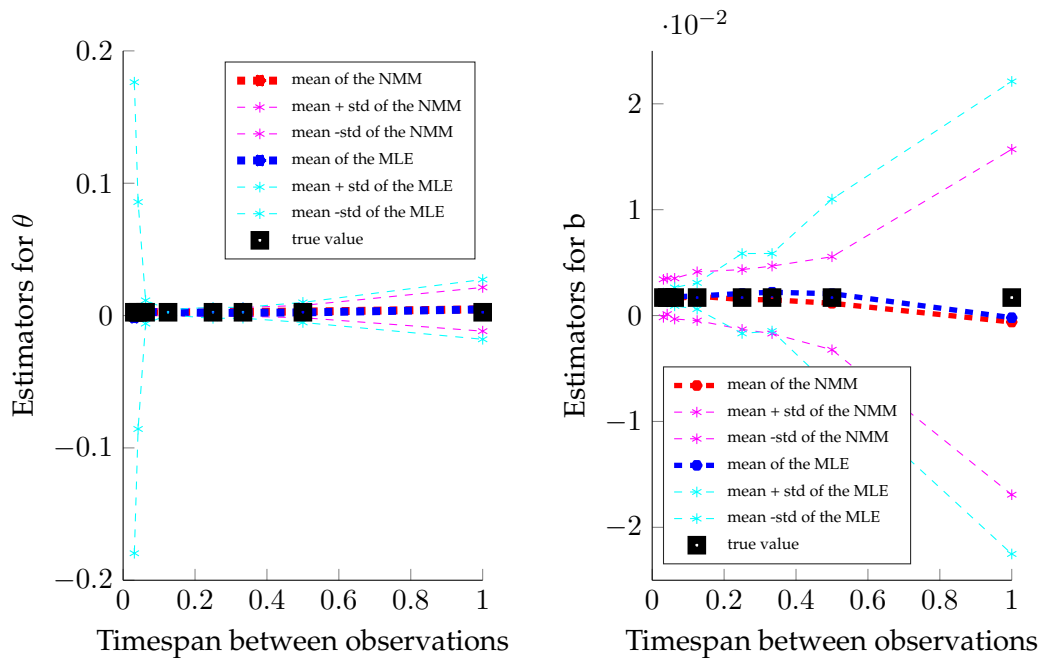 0.2
0.1
0
−0.1
−0.2
Estimators for θ
mean of the NMM
mean + std of the NMM
mean -std of the NMM
mean of the MLE
mean + std of the MLE
mean -std of the MLE
true value
0 0.2 0.4 0.6 0.8 1
Timespan between observations
·10−2
2
1
0
−1
−2
Estimators for b
mean of the NMM
mean + std of the NMM
mean -std of the NMM
mean of the MLE
mean + std of the MLE
mean -std of the MLE
true value
0 0.2 0.4 0.6 0.8 1
Timespan between observations